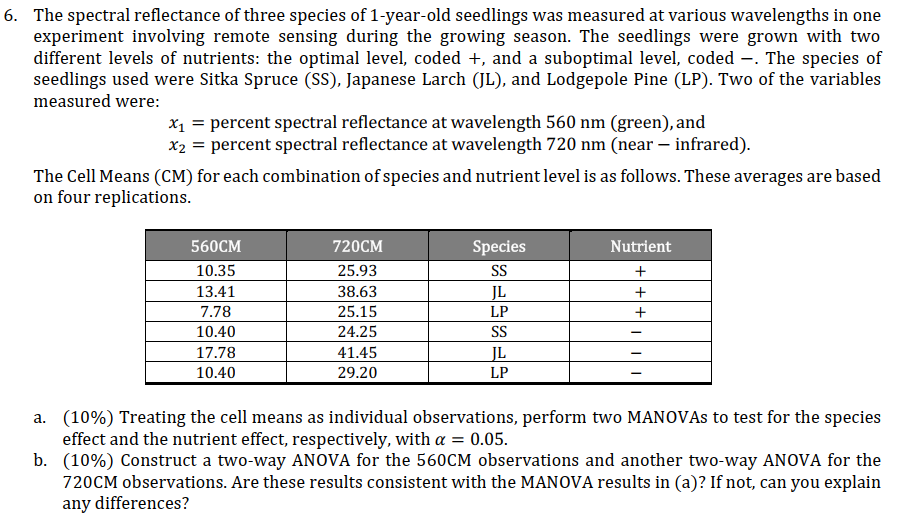 6. The spectral reflectance of three species of 1-year-old seedlings was measured at various wavelengths in one
experiment involving remote sensing during the growing season. The seedlings were grown with two
different levels of nutrients: the optimal level, coded +, and a suboptimal level, coded −. The species of
seedlings used were Sitka Spruce (SS), Japanese Larch (JL), and Lodgepole Pine (LP). Two of the variables
measured were:
x₁ = percent spectral reflectance at wavelength 560 nm (green), and
x₂ = percent spectral reflectance at wavelength 720 nm (near − infrared).
The Cell Means (CM) for each combination of species and nutrient level is as follows. These averages are based
on four replications.
560CM 720CM Species Nutrient
10.35 25.93 SS +
13.41 38.63 JL +
7.78 25.15 LP +
10.40 24.25 SS −
17.78 41.45 JL −
10.40 29.20 LP −
a. (10%) Treating the cell means as individual observations, perform two MANOVAs to test for the species
effect and the nutrient effect, respectively, with α = 0.05.
b. (10%) Construct a two-way ANOVA for the 560CM observations and another two-way ANOVA for the
720CM observations. Are these results consistent with the MANOVA results in (a)? If not, can you explain
any differences?